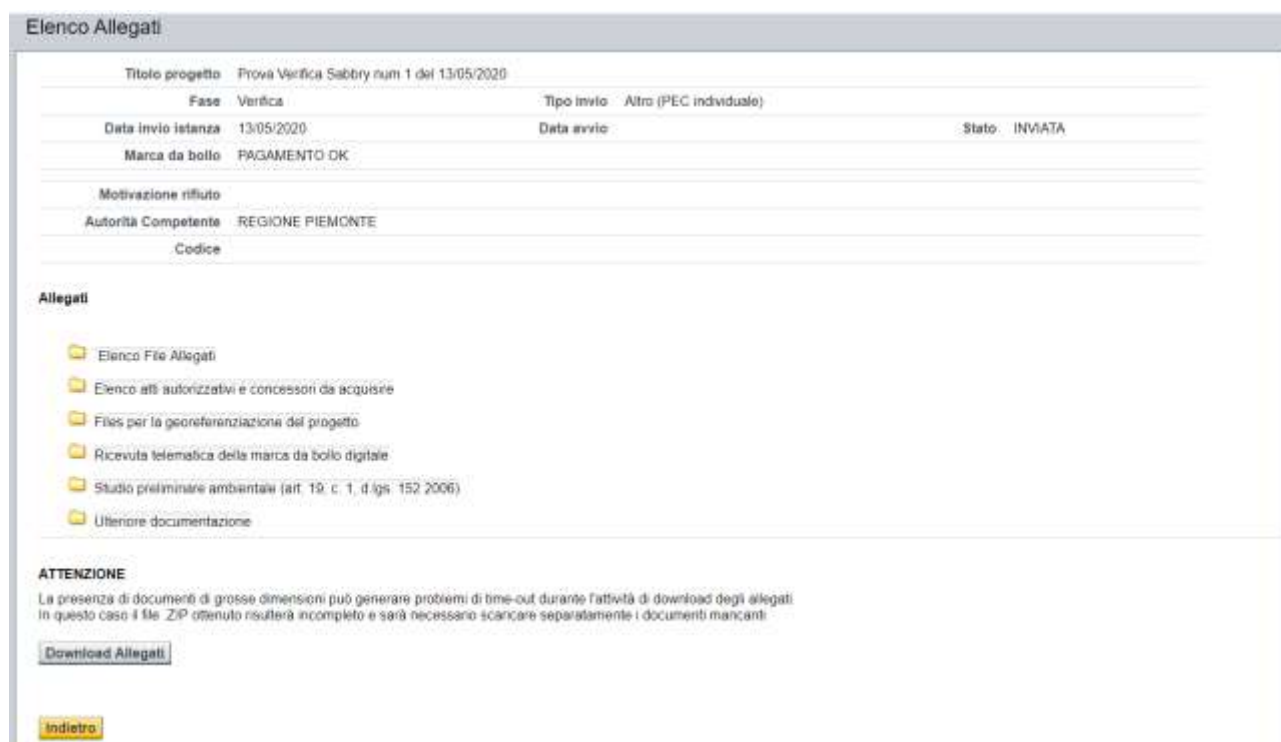 Elenco Allegati
Titolo progetto Prova Verifica Sabbry num 1 del 13/05/2020
Fase Verifica Tipo invio Altro (PEC individuale)
Data invio istanza 13/05/2020 Data avvio Stato INVIATA
Marca da bollo PAGAMENTO OK
Motivazione rifiuto
Autorità Competente REGIONE PIEMONTE
Codice
Allegati
Elenco File Allegati
Elenco atti autorizzativi e concessori da acquisire
Files per la georeferenziazione del progetto
Ricevuta telematica della marca da bollo digitale
Studio preliminare ambientale (art. 19, c. 1, d.lgs. 152 2006)
Ulteriore documentazione
ATTENZIONE
La presenza di documenti di grosse dimensioni può generare problemi di time-out durante l'attività di download degli allegati
In questo caso il file .ZIP ottenuto risulterà incompleto e sarà necessario scaricare separatamente i documenti mancanti
Download Allegati
Indietro